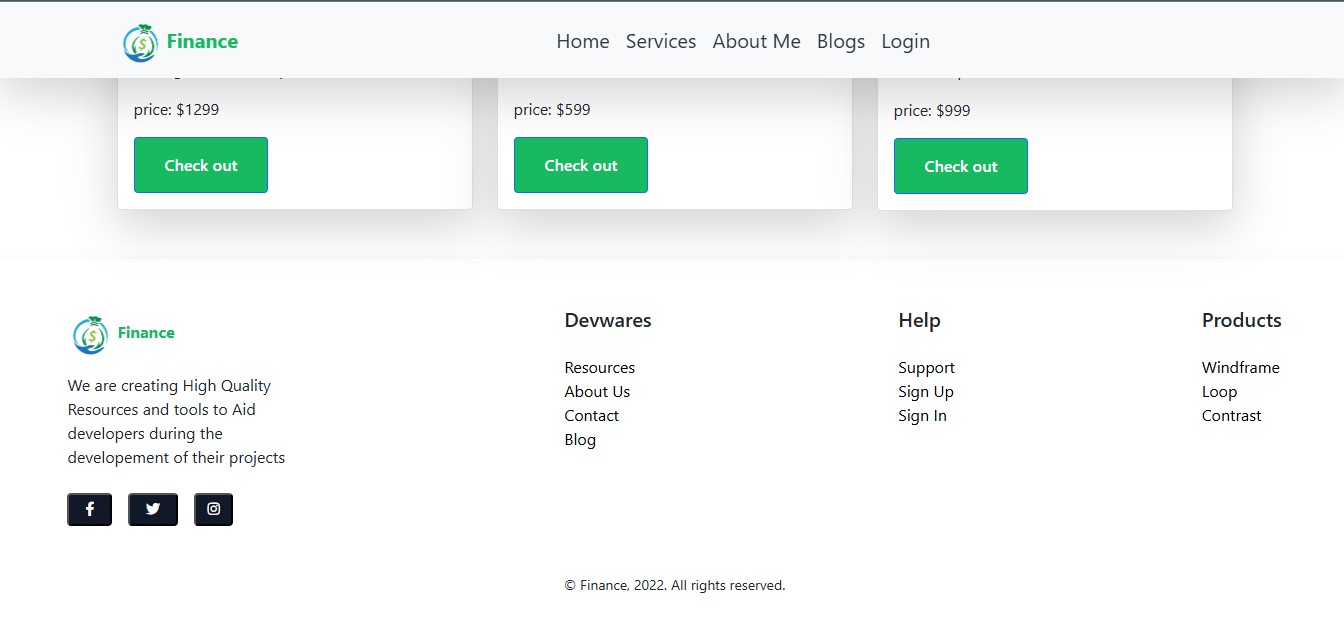 Finance
Home Services About Me Blogs Login
price: $1299
price: $599
price: $999
Check out
Check out
Check out
Finance
We are creating High Quality
Resources and tools to Aid
developers during the
developement of their projects
Devwares
Resources
About Us
Contact
Blog
Help
Support
Sign Up
Sign In
Products
Windframe
Loop
Contrast
© Finance, 2022. All rights reserved.